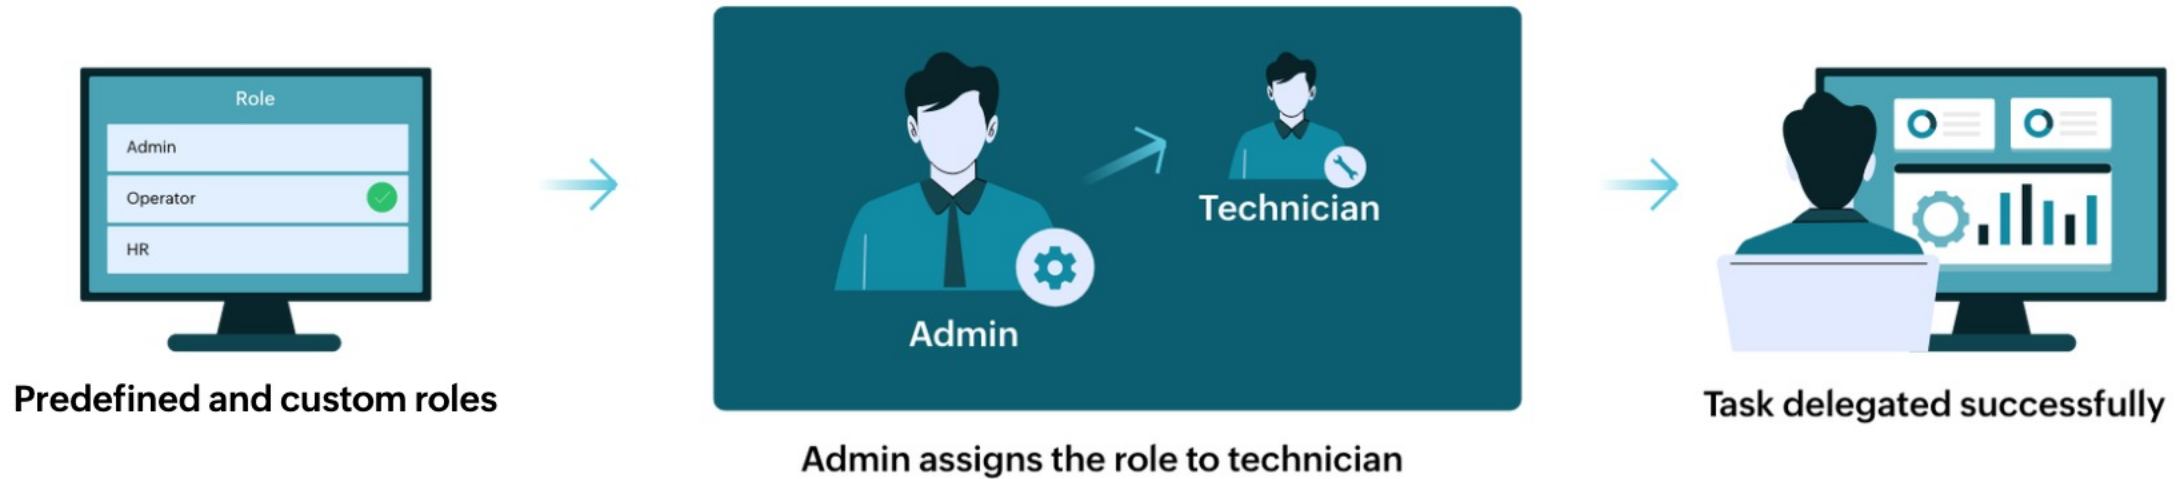 Role
Admin
Operator
HR
Predefined and custom roles
Admin
Technician
Admin assigns the role to technician
Task delegated successfully